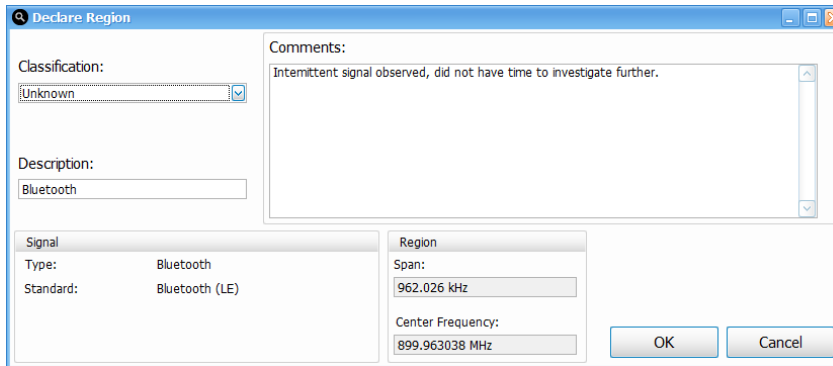 Declare Region
Classification:
Unknown
Description:
Bluetooth
Comments:
Intemittent signal observed, did not have time to investigate further.
Signal
Type: Bluetooth
Standard: Bluetooth (LE)
Region
Span:
962.026 kHz
Center Frequency:
899.963038 MHz
OK Cancel